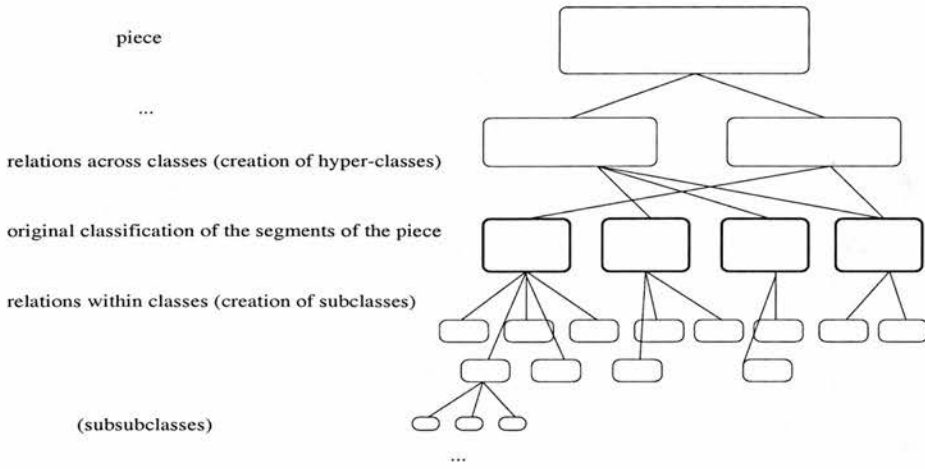 piece
...
relations across classes (creation of hyper-classes)
original classification of the segments of the piece
relations within classes (creation of subclasses)
(subsubclasses)
...